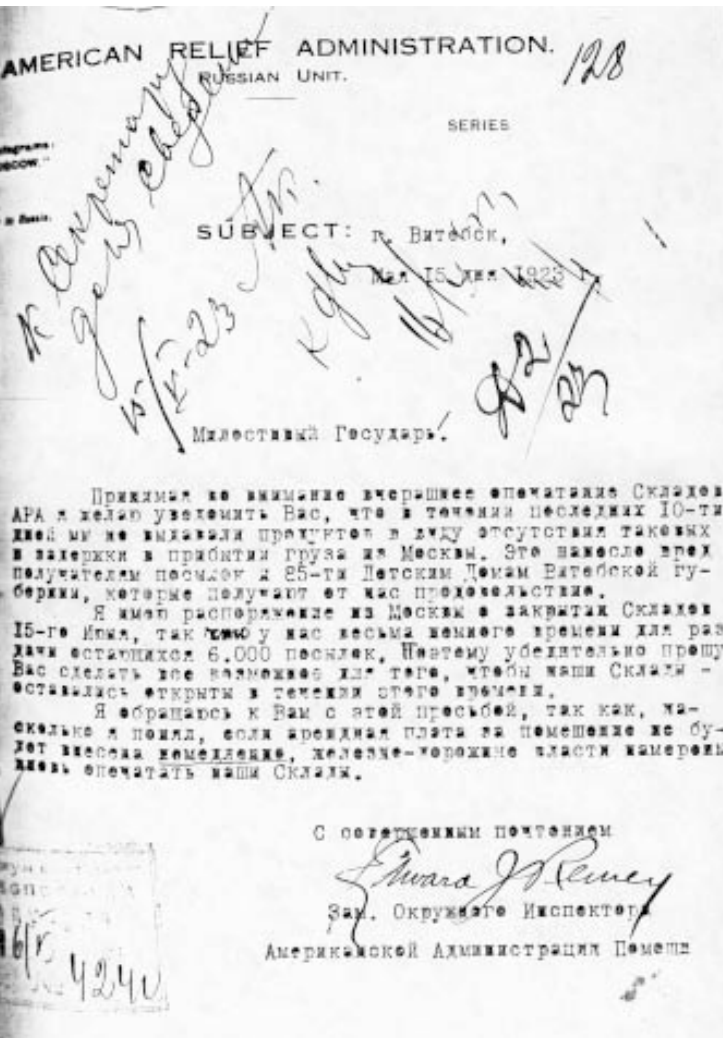 AMERICAN RELIEF ADMINISTRATION.
RUSSIAN UNIT.
128
SERIES
SUBJECT: г. Витебск,
Мая 15 дня 1923
Милостивый Государь!
Принимая во внимание вчерашнее опечатание Складов
АРА я желаю уведомить Вас, что в течении последних 10-ти
дней мы не выдавали продуктов в виду отсутствия таковых
и задержки в прибытии груза из Москвы. Это нанесло вред
получателям посылок и 85-ти Детским Домам Витебской гу-
бернии, которые получают от нас продовольствие.
Я имею распоряжение из Москвы о закрытии Складов
15-го Июня, так у нас весьма немного времени для раз
дачи остающихся 6.000 посылок, Поэтому убедительно прошу
Вас сделать все возможное для того, чтобы наши Склады -
оставались открыты в течении этого времени.
Я обращаюсь к Вам с этой просьбой, так как, на-
сколько я понял, если арендная плата за помещение не бу-
дет внесена немедленно, железно-дорожные власти намерены
вновь опечатать наши Склады.
С совершенным почтением
Edward J Remey
Зам. Окружного Инспектора
Американской Администрации Помощи